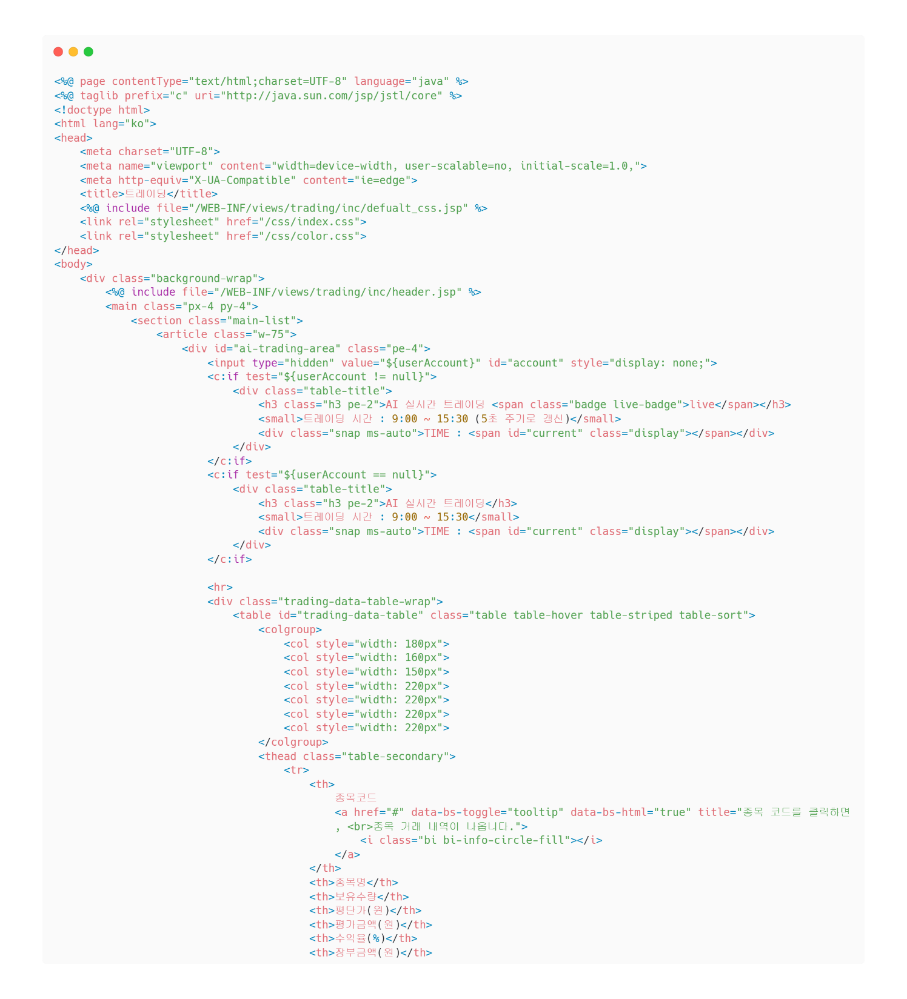 <%@ page contentType="text/html;charset=UTF-8" language="java" %>
<%@ taglib prefix="c" uri="http://java.sun.com/jsp/jstl/core" %>
<!doctype html>
<html lang="ko">
<head>
    <meta charset="UTF-8">
    <meta name="viewport" content="width=device-width, user-scalable=no, initial-scale=1.0,">
    <meta http-equiv="X-UA-Compatible" content="ie=edge">
    <title>트레이딩</title>
    <%@ include file="/WEB-INF/views/trading/inc/defualt_css.jsp" %>
    <link rel="stylesheet" href="/css/index.css">
    <link rel="stylesheet" href="/css/color.css">
</head>
<body>
    <div class="background-wrap">
        <%@ include file="/WEB-INF/views/trading/inc/header.jsp" %>
        <main class="px-4 py-4">
            <section class="main-list">
                <article class="w-75">
                    <div id="ai-trading-area" class="pe-4">
                        <input type="hidden" value="${userAccount}" id="account" style="display: none;">
                        <c:if test="${userAccount != null}">
                            <div class="table-title">
                                <h3 class="h3 pe-2">AI 실시간 트레이딩 <span class="badge live-badge">live</span></h3>
                                <small>트레이딩 시간 : 9:00 ~ 15:30 (5초 주기로 갱신)</small>
                                <div class="snap ms-auto">TIME : <span id="current" class="display"></span></div>
                            </div>
                        </c:if>
                        <c:if test="${userAccount == null}">
                            <div class="table-title">
                                <h3 class="h3 pe-2">AI 실시간 트레이딩</h3>
                                <small>트레이딩 시간 : 9:00 ~ 15:30</small>
                                <div class="snap ms-auto">TIME : <span id="current" class="display"></span></div>
                            </div>
                        </c:if>

                        <hr>
                        <div class="trading-data-table-wrap">
                            <table id="trading-data-table" class="table table-hover table-striped table-sort">
                                <colgroup>
                                    <col style="width: 180px">
                                    <col style="width: 160px">
                                    <col style="width: 150px">
                                    <col style="width: 220px">
                                    <col style="width: 220px">
                                    <col style="width: 220px">
                                    <col style="width: 220px">
                                </colgroup>
                                <thead class="table-secondary">
                                    <tr>
                                        <th>
                                            종목코드
                                            <a href="#" data-bs-toggle="tooltip" data-bs-html="true" title="종목 코드를 클릭하면
                                            , <br>종목 거래 내역이 나옵니다.">
                                                <i class="bi bi-info-circle-fill"></i>
                                            </a>
                                        </th>
                                        <th>종목명</th>
                                        <th>보유수량</th>
                                        <th>평단가(원)</th>
                                        <th>평가금액(원)</th>
                                        <th>수익율(%)</th>
                                        <th>장부금액(원)</th>